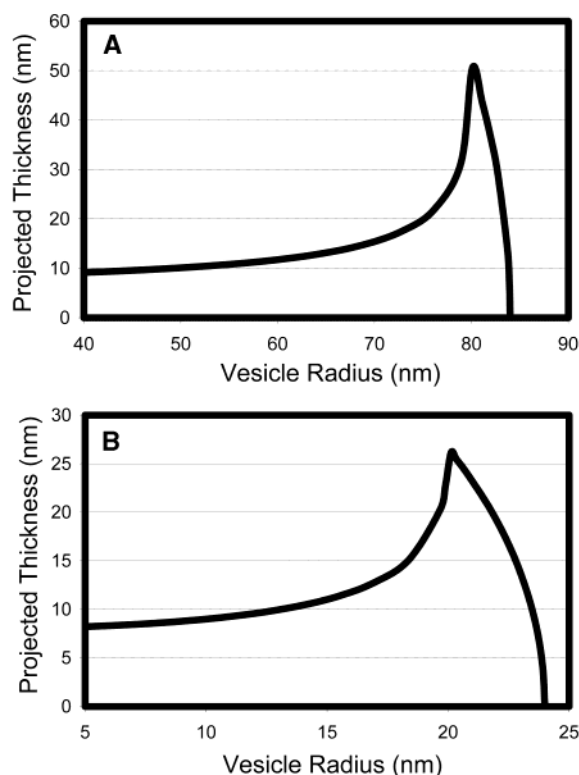 A
Projected Thickness (nm)
60
50
40
30
20
10
0
40 50 60 70 80 90
Vesicle Radius (nm)
B
Projected Thickness (nm)
30
25
20
15
10
5
0
5 10 15 20 25
Vesicle Radius (nm)